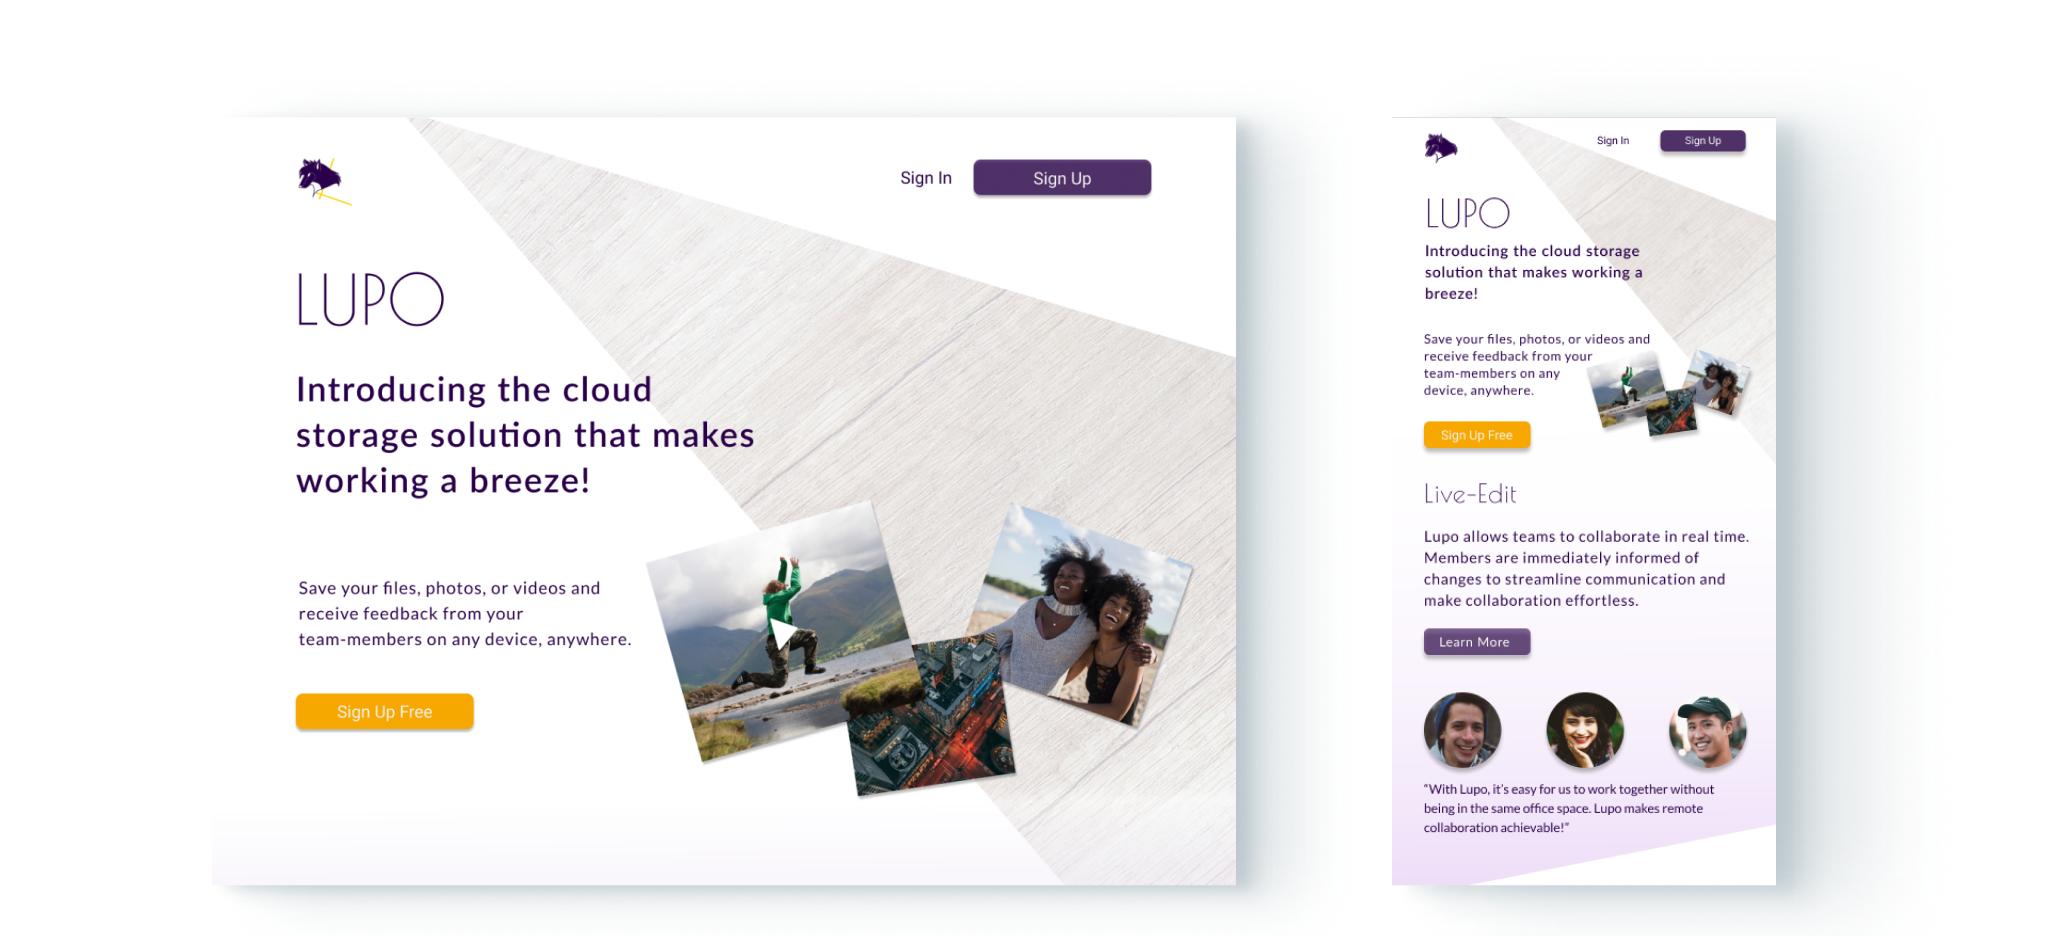 Sign In
Sign Up
LUPO
Introducing the cloud
storage solution that makes
working a breeze!
Save your files, photos, or videos and
receive feedback from your
team-members on any device, anywhere.
Sign Up Free
Sign In
Sign Up
LUPO
Introducing the cloud storage
solution that makes working a
breeze!
Save your files, photos, or videos and
receive feedback from your
team-members on any
device, anywhere.
Sign Up Free
Live-Edit
Lupo allows teams to collaborate in real time.
Members are immediately informed of
changes to streamline communication and
make collaboration effortless.
Learn More
“With Lupo, it’s easy for us to work together without
being in the same office space. Lupo makes remote
collaboration achievable!”